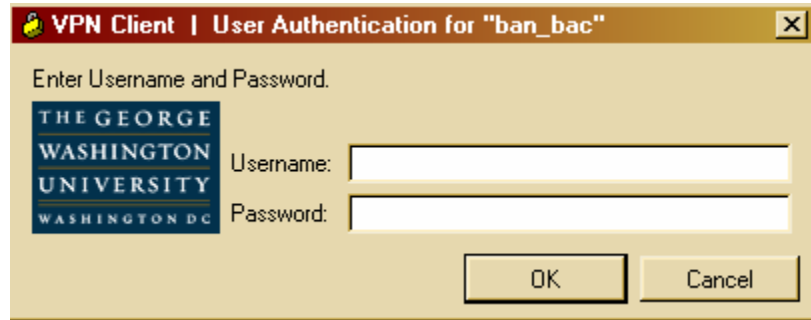 VPN Client | User Authentication for "ban_bac"
Enter Username and Password.
THE GEORGE
WASHINGTON
UNIVERSITY
WASHINGTON DC
Username:
Password:
OK
Cancel